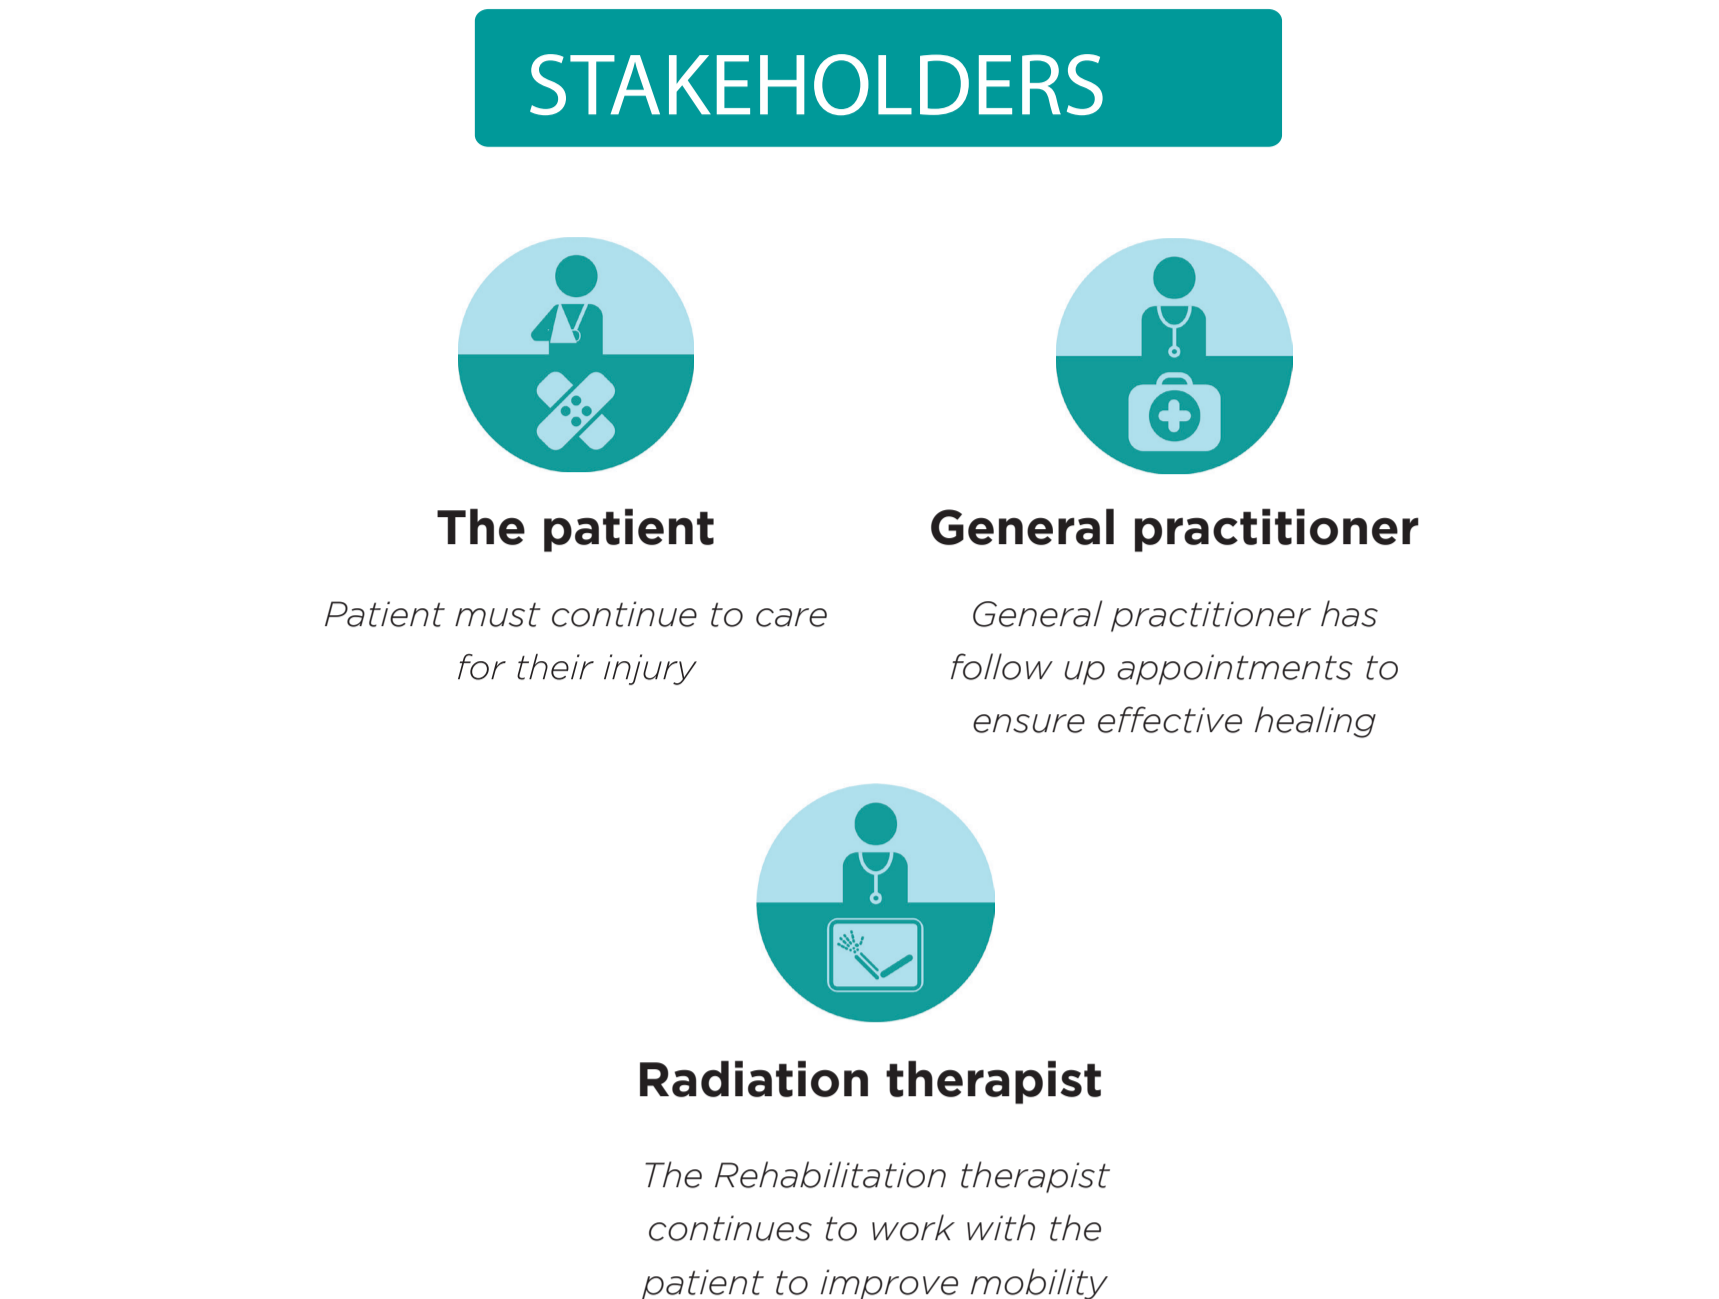 STAKEHOLDERS
The patient
Patient must continue to care
for their injury
General practitioner
General practitioner has
follow up appointments to
ensure effective healing
Radiation therapist
The Rehabilitation therapist
continues to work with the
patient to improve mobility